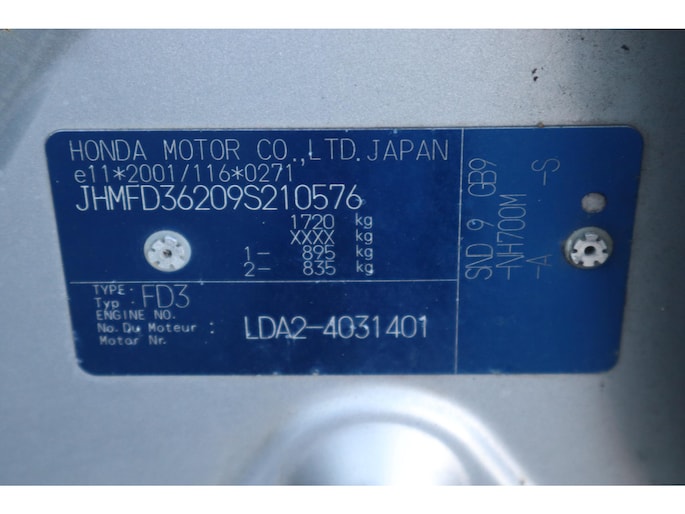 HONDA MOTOR CO.,LTD.JAPAN
e11*2001/116*0271
JHMFD36209S210576
1720 kg
XXXX kg
1- 895 kg
2- 835 kg
TYPE:
Typ : FD3
ENGINE NO.
No. Du Moteur : LDA2-4031401
Motor Nr.
SND 9 GB9
-NH700M
-A -S